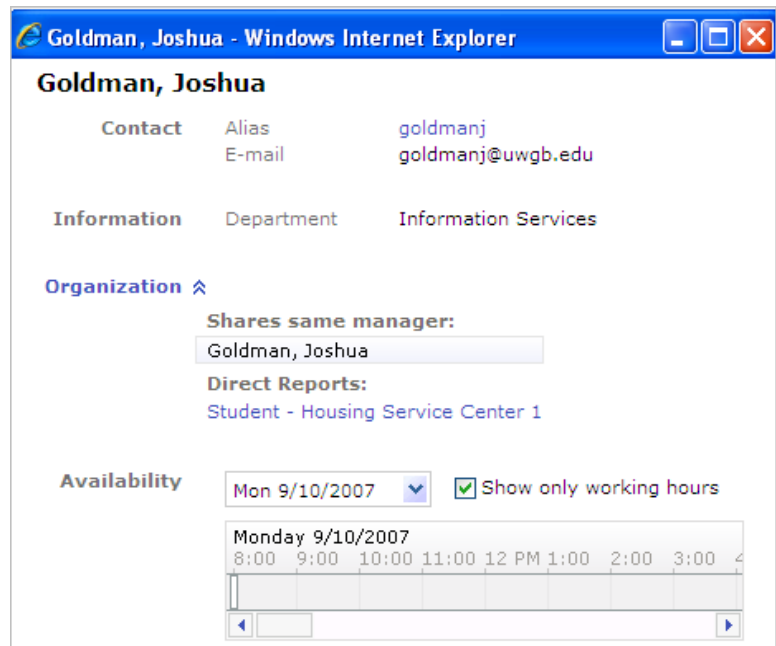 Goldman, Joshua - Windows Internet Explorer
Goldman, Joshua
Contact Alias goldmanj
E-mail goldmanj@uwgb.edu
Information Department Information Services
Organization
Shares same manager:
Goldman, Joshua
Direct Reports:
Student - Housing Service Center 1
Availability Mon 9/10/2007 Show only working hours
Monday 9/10/2007
8:00 9:00 10:00 11:00 12 PM 1:00 2:00 3:00